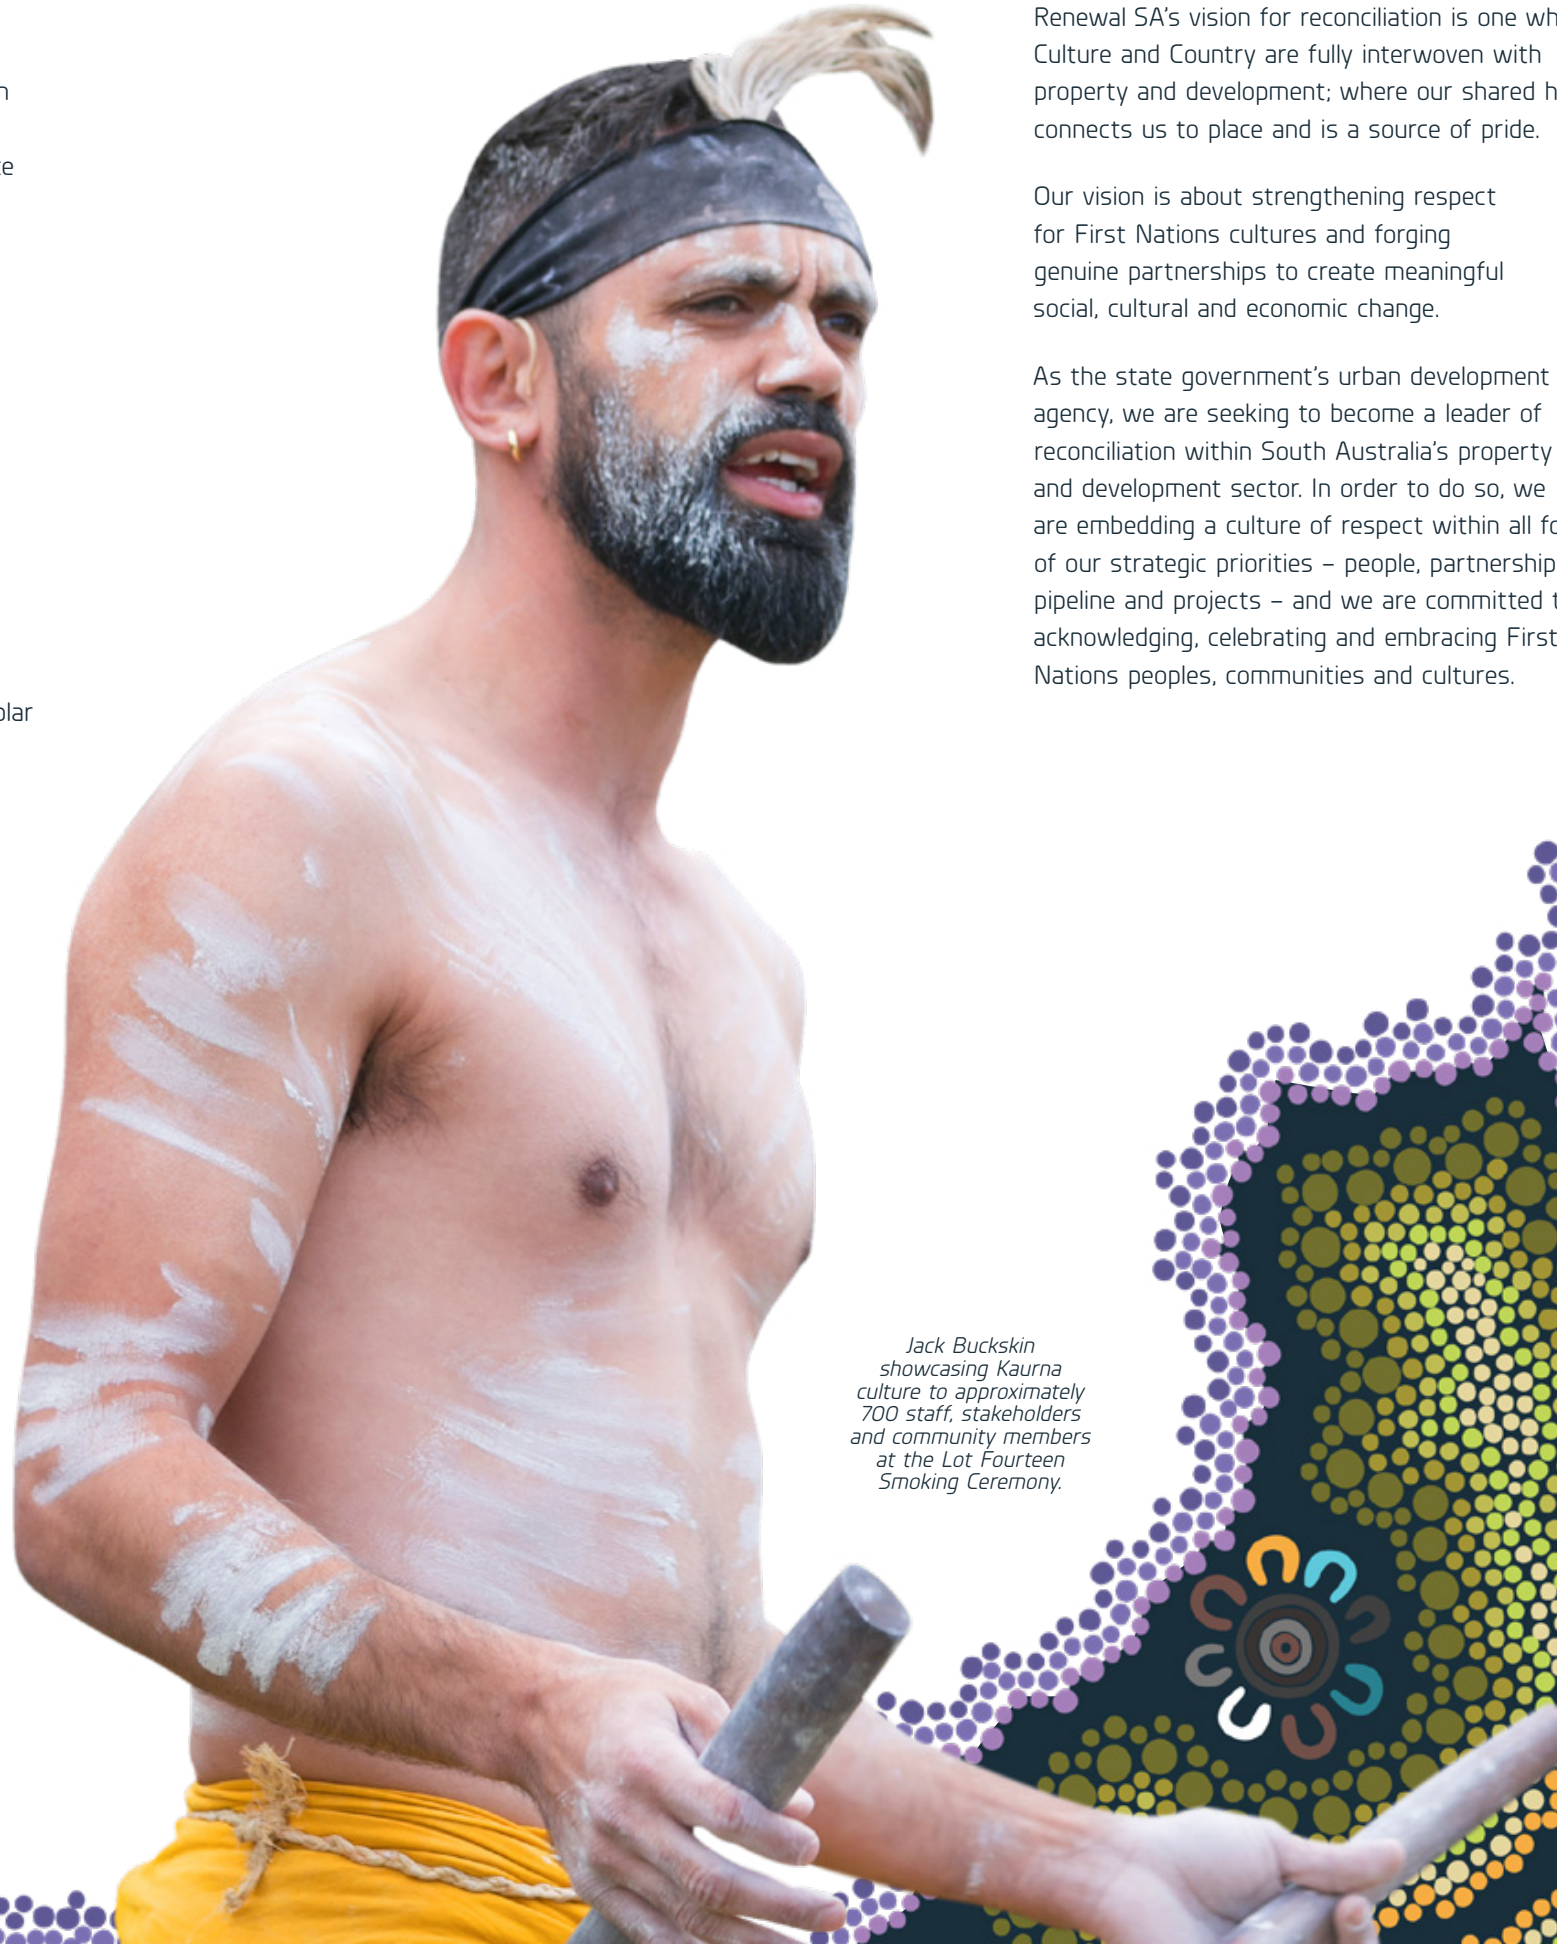 Renewal SA's vision for reconciliation is one
Culture and Country are fully interwoven with
property and development; where our shared
connects us to place and is a source of pride.
Our vision is about strengthening respect
for First Nations cultures and forging
genuine partnerships to create meaningful
social, cultural and economic change.
As the state government's urban development
agency, we are seeking to become a leader of
reconciliation within South Australia's property
and development sector. In order to do so, we
are embedding a culture of respect within all
of our strategic priorities – people, partnership
pipeline and projects – and we are committed
acknowledging, celebrating and embracing First
Nations peoples, communities and cultures.
Jack Buckskin
showcasing Kaurna
culture to approximately
700 staff, stakeholders
and community members
at the Lot Fourteen
Smoking Ceremony.